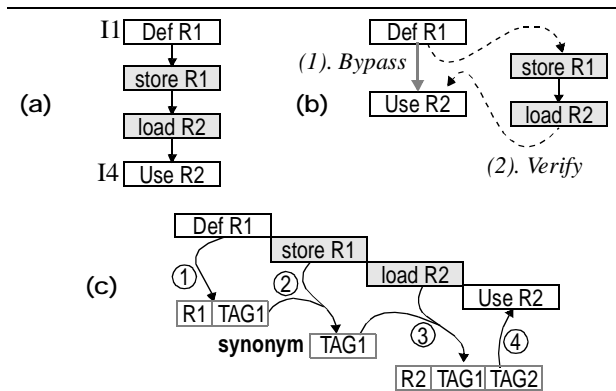 I1
Def R1
store R1
load R2
I4
Use R2
(a)
Def R1
(1). Bypass
Use R2
(b)
store R1
load R2
(2). Verify
Def R1
store R1
load R2
Use R2
(c)
1
2
3
4
R1 TAG1
synonym TAG1
R2 TAG1 TAG2